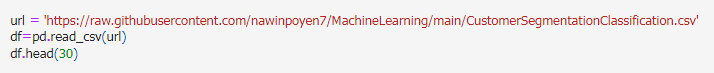 url = 'https://raw.githubusercontent.com/nawinpoyen7/MachineLearning/main/CustomerSegmentationClassification.csv'
df=pd.read_csv(url)
df.head(30)